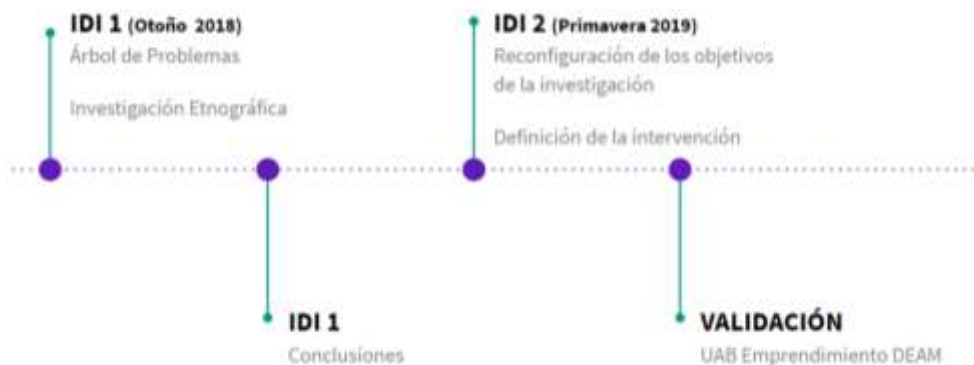 IDI 1 (Otoño 2018)
Árbol de Problemas
Investigación Etnográfica
IDI 2 (Primavera 2019)
Reconfiguración de los objetivos
de la investigación
Definición de la intervención
IDI 1
Conclusiones
VALIDACIÓN
UAB Emprendimiento DEAM